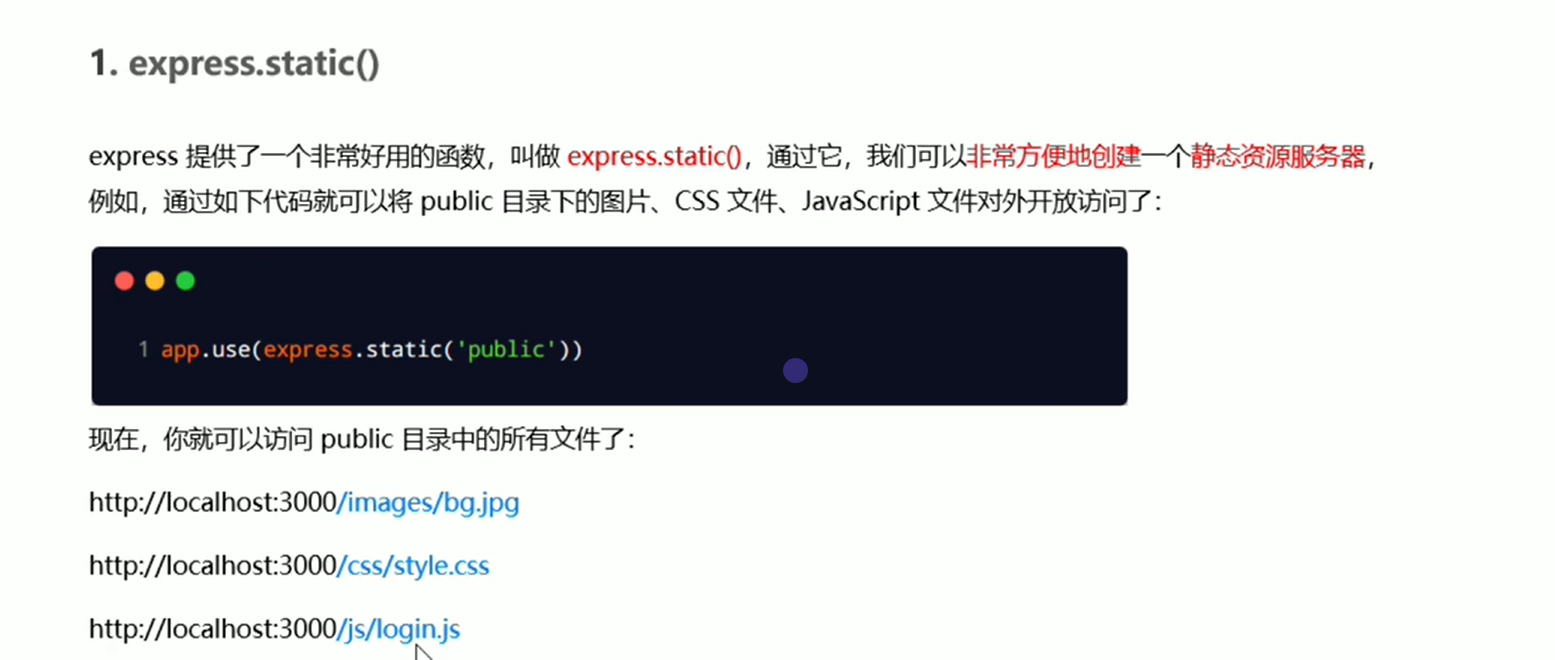 1. express.static()
express 提供了一个非常好用的函数，叫做 express.static()，通过它，我们可以非常方便地创建一个静态资源服务器，
例如，通过如下代码就可以将 public 目录下的图片、CSS 文件、JavaScript 文件对外开放访问了：
1 app.use(express.static('public'))
现在，你就可以访问 public 目录中的所有文件了：
http://localhost:3000/images/bg.jpg
http://localhost:3000/css/style.css
http://localhost:3000/js/login.js